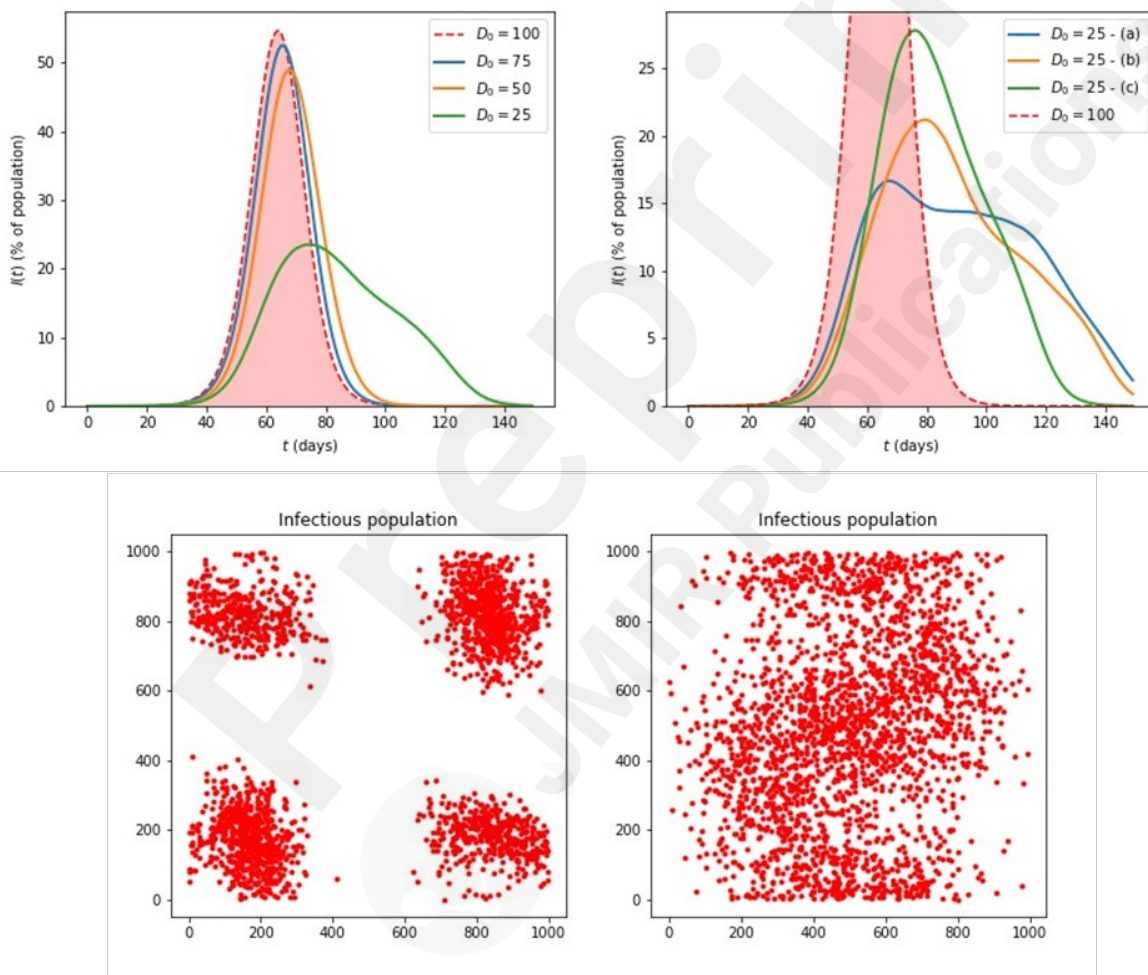 D₀ = 100
D₀ = 75
D₀ = 50
D₀ = 25
I(t) (% of population)
50
40
30
20
10
0
0 20 40 60 80 100 120 140
t (days)
D₀ = 25 - (a)
D₀ = 25 - (b)
D₀ = 25 - (c)
D₀ = 100
I(t) (% of population)
25
20
15
10
5
0
0 20 40 60 80 100 120 140
t (days)
Infectious population
1000
800
600
400
200
0
0 200 400 600 800 1000
Infectious population
1000
800
600
400
200
0
0 200 400 600 800 1000
Preprint
JMIR Publications